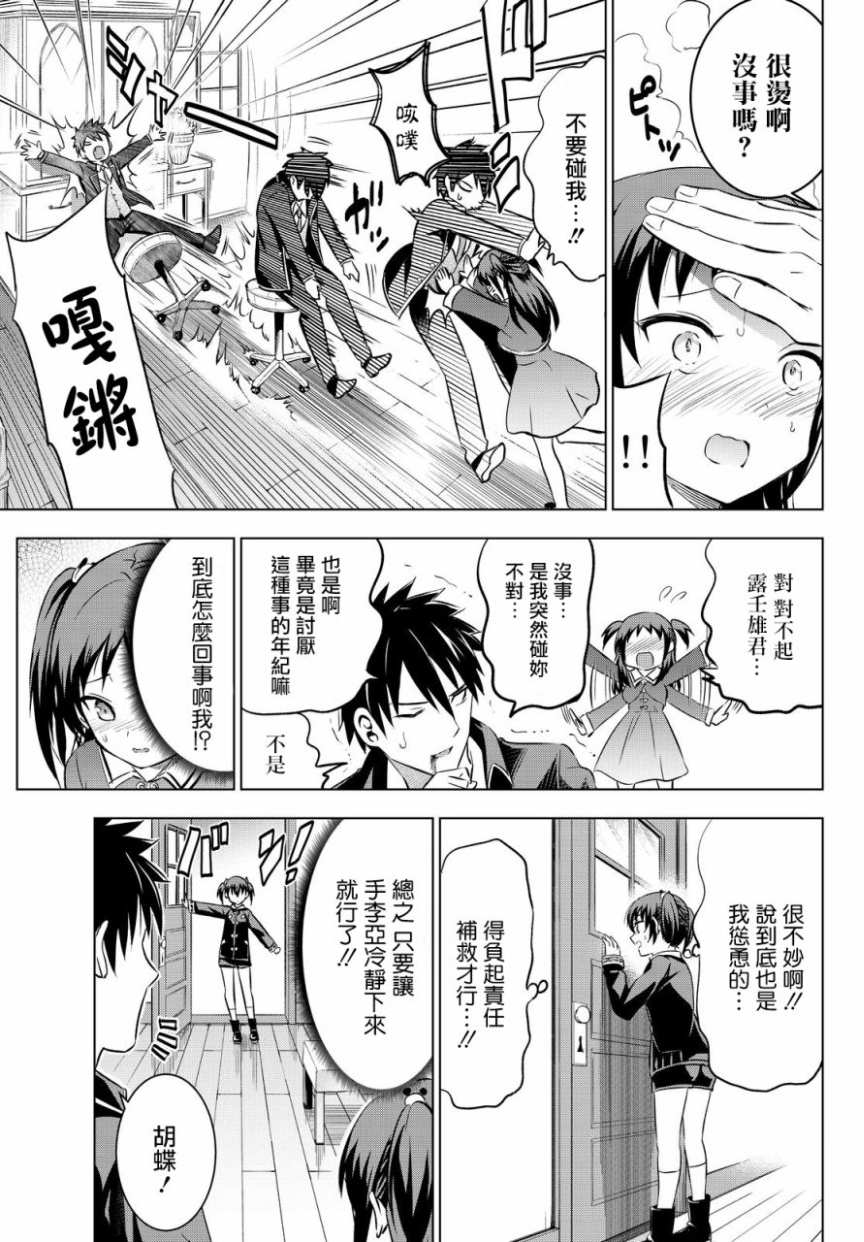 很燙啊
沒事嗎？
ピトッ
!!
不要碰我…!!
咳噗
ドン
ガンッ
シャー
嘎鏘
對 對不起
露壬雄君…
沒事…
是我突然碰妳
不對…
也是啊
畢竟是討厭
這種事的年紀嘛
不是
到底怎麼回事啊我!?
很不妙啊!!
說到底也是
我慫恿的…
得負起責任
補救才行…!!
總之 只要讓
手李亞冷靜下來
就行了!!
バン!!
胡蝶！